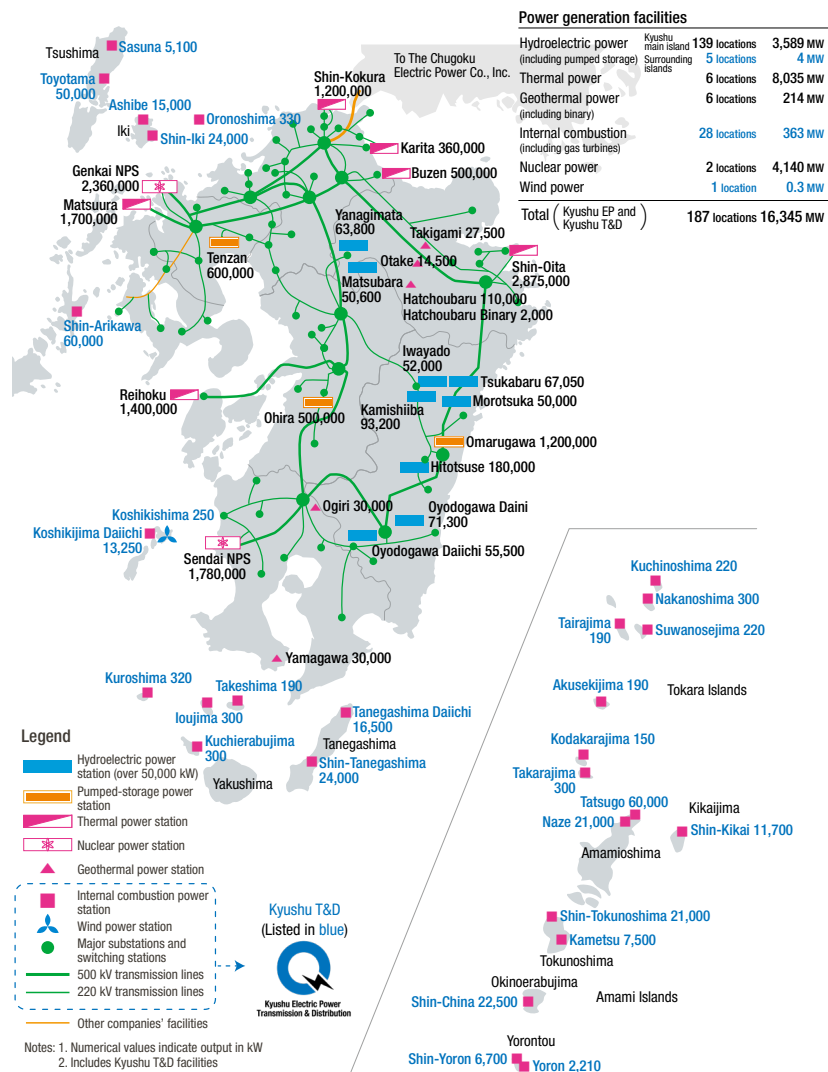 Power generation facilities
Hydroelectric power Kyushu main island 139 locations 3,589 MW
(including pumped storage) Surrounding islands 5 locations 4 MW
Thermal power 6 locations 8,035 MW
Geothermal power 6 locations 214 MW
(including binary)
Internal combustion 28 locations 363 MW
(including gas turbines)
Nuclear power 2 locations 4,140 MW
Wind power 1 location 0.3 MW
Total (Kyushu EP and Kyushu T&D) 187 locations 16,345 MW
To The Chugoku
Electric Power Co., Inc.
Tsushima
Sasuna 5,100
Toyotama
50,000
Ashibe 15,000
Iki
Oronoshima 330
Shin-Iki 24,000
Shin-Kokura
1,200,000
Karita 360,000
Buzen 500,000
Genkai NPS
2,360,000
Matsuura
1,700,000
Tenzan
600,000
Yanagimata
63,800
Takigami 27,500
Otake 14,500
Matsubara
50,600
Shin-Oita
2,875,000
Hatchoubaru 110,000
Hatchoubaru Binary 2,000
Shin-Arikawa
60,000
Iwayado
52,000
Tsukabaru 67,050
Reihoku
1,400,000
Ohira 500,000
Kamishiiba
93,200
Morotsuka 50,000
Omarugawa 1,200,000
Hitotsuse 180,000
Ogiri 30,000
Oyodogawa Daini
71,300
Oyodogawa Daiichi 55,500
Koshikishima 250
Koshikijima Daiichi
13,250
Sendai NPS
1,780,000
Yamagawa 30,000
Kuroshima 320
Takeshima 190
Ioujima 300
Kuchierabujima
300
Yakushima
Tanegashima Daiichi
16,500
Tanegashima
Shin-Tanegashima
24,000
Kuchinoshima 220
Nakanoshima 300
Tairajima
190
Suwanosejima 220
Akusekijima 190
Tokara Islands
Kodakarajima 150
Takarajima
300
Tatsugo 60,000
Naze 21,000
Kikaijima
Shin-Kikai 11,700
Amamioshima
Shin-Tokunoshima 21,000
Kametsu 7,500
Tokunoshima
Okinoerabujima
Shin-China 22,500
Amami Islands
Yorontou
Shin-Yoron 6,700
Yoron 2,210
Legend
Hydroelectric power
station (over 50,000 kW)
Pumped-storage power
station
Thermal power station
Nuclear power station
Geothermal power station
Internal combustion power
station
Wind power station
Major substations and
switching stations
500 kV transmission lines
220 kV transmission lines
Other companies' facilities
Kyushu T&D
(Listed in blue)
Kyushu Electric Power
Transmission & Distribution
Notes: 1. Numerical values indicate output in kW
2. Includes Kyushu T&D facilities